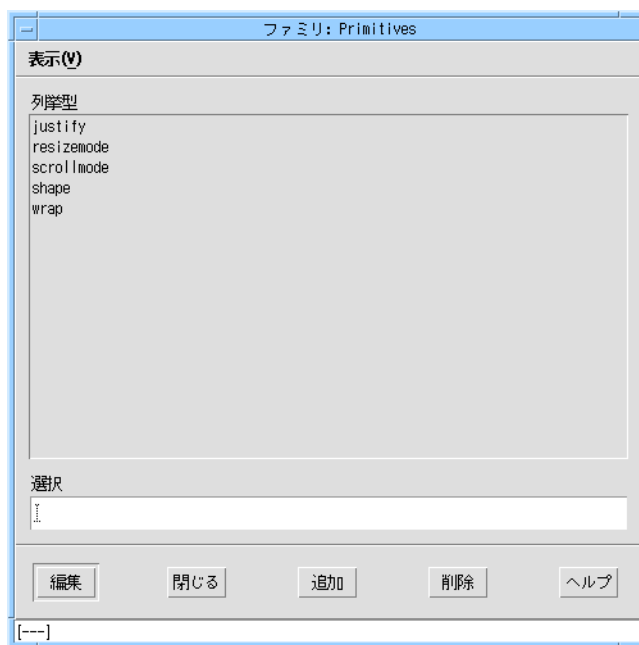 ファミリ: Primitives
表示(V)
列挙型
justify
resizemode
scrollmode
shape
wrap
選択
編集 閉じる 追加 削除 ヘルプ
[---]